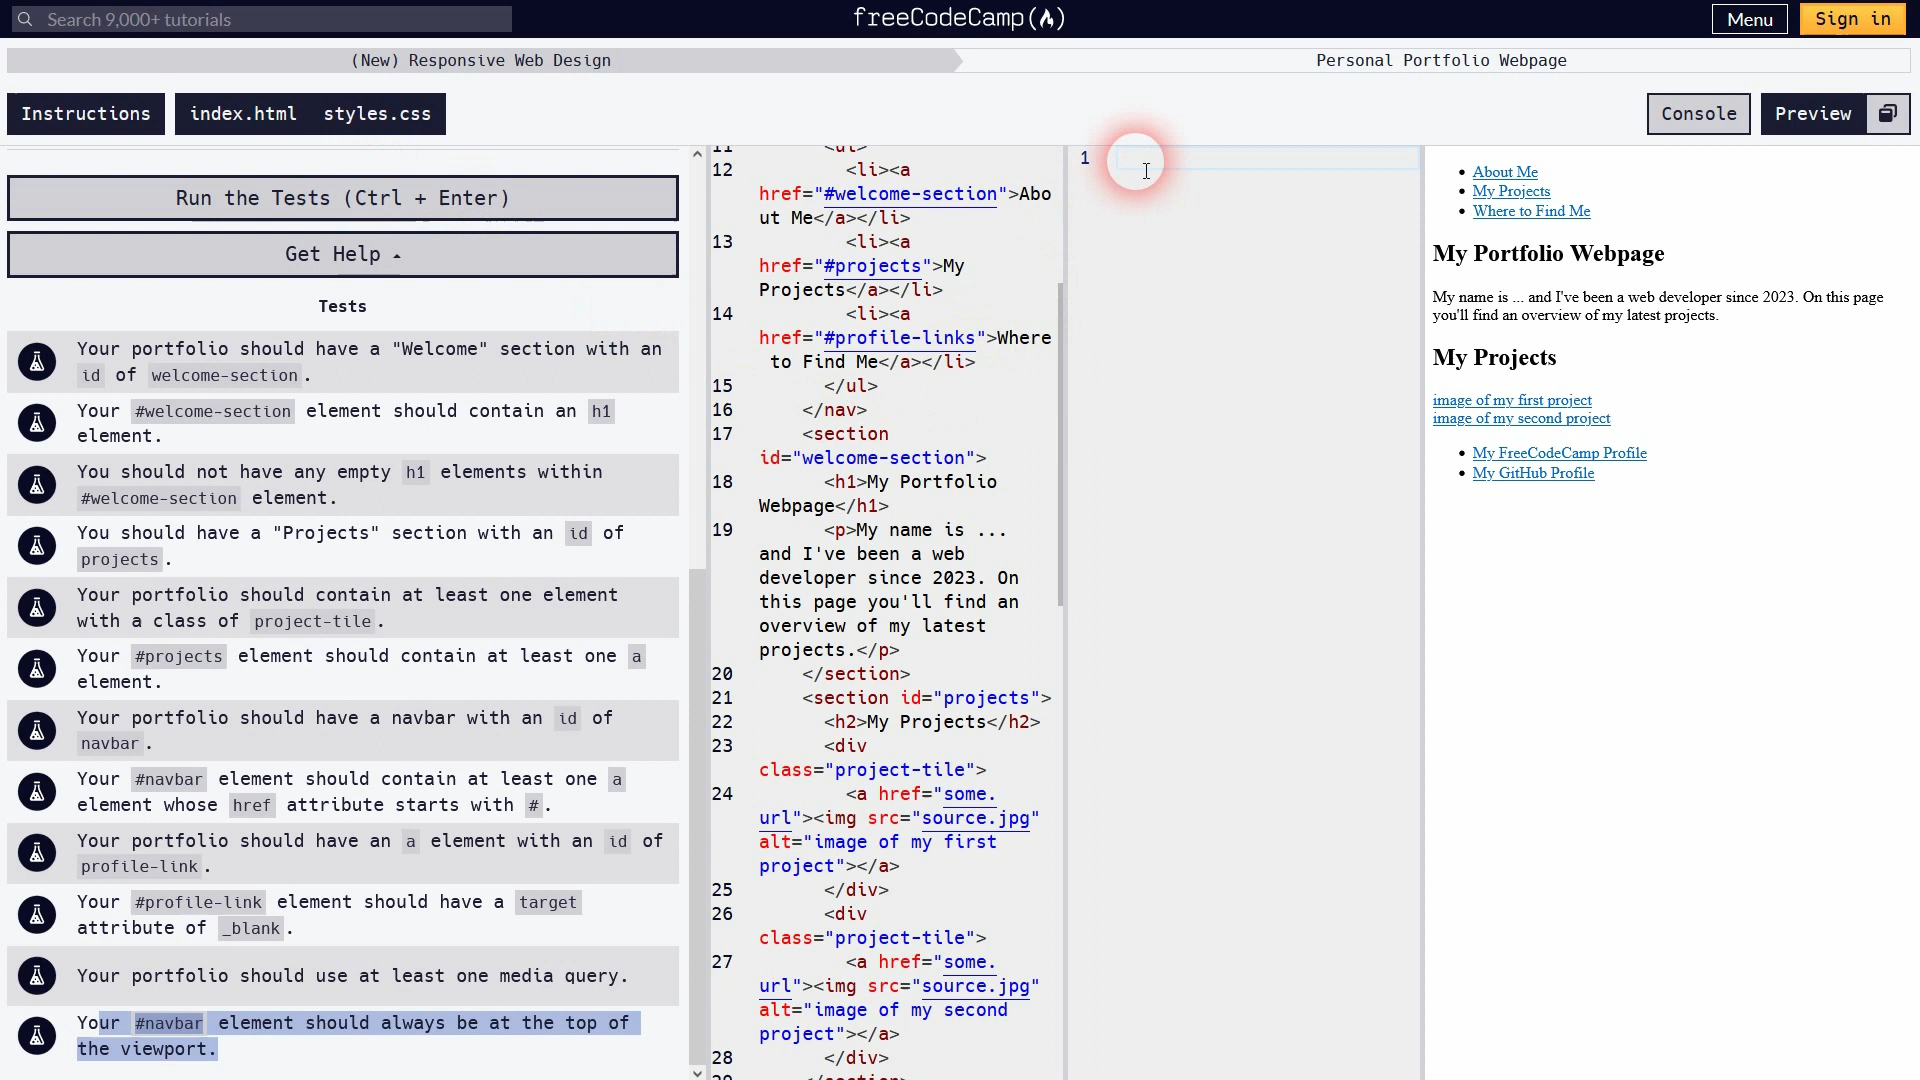 Search 9,000+ tutorials
freeCodeCamp
Menu
Sign in
(New) Responsive Web Design
Personal Portfolio Webpage
Instructions
index.html
styles.css
Console
Preview
Run the Tests (Ctrl + Enter)
Get Help
Tests
Your portfolio should have a "Welcome" section with an
id of welcome-section.
Your #welcome-section element should contain an h1
element.
You should not have any empty h1 elements within
#welcome-section element.
You should have a "Projects" section with an id of
projects.
Your portfolio should contain at least one element
with a class of project-tile.
Your #projects element should contain at least one a
element.
Your portfolio should have a navbar with an id of
navbar.
Your #navbar element should contain at least one a
element whose href attribute starts with #.
Your portfolio should have an a element with an id of
profile-link.
Your #profile-link element should have a target
attribute of _blank.
Your portfolio should use at least one media query.
Your #navbar element should always be at the top of
the viewport.
11 <ul>
12 <li><a
href="#welcome-section">Abo
ut Me</a></li>
13 <li><a
href="#projects">My
Projects</a></li>
14 <li><a
href="#profile-links">Where
to Find Me</a></li>
15 </ul>
16 </nav>
17 <section
id="welcome-section">
18 <h1>My Portfolio
Webpage</h1>
19 <p>My name is ...
and I've been a web
developer since 2023. On
this page you'll find an
overview of my latest
projects.</p>
20 </section>
21 <section id="projects">
22 <h2>My Projects</h2>
23 <div
class="project-tile">
24 <a href="some.
url"><img src="source.jpg"
alt="image of my first
project"></a>
25 </div>
26 <div
class="project-tile">
27 <a href="some.
url"><img src="source.jpg"
alt="image of my second
project"></a>
28 </div>
1
About Me
My Projects
Where to Find Me
My Portfolio Webpage
My name is ... and I've been a web developer since 2023. On this page
you'll find an overview of my latest projects.
My Projects
image of my first project
image of my second project
My FreeCodeCamp Profile
My GitHub Profile